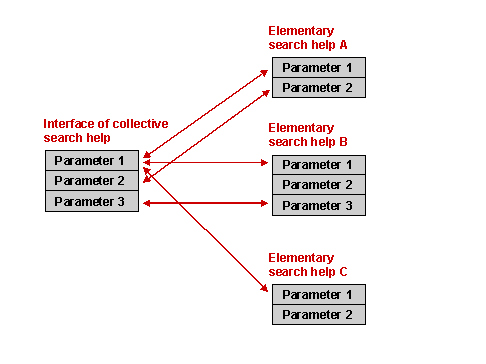 Elementary
search help A
Parameter 1
Parameter 2
Interface of collective
search help
Parameter 1
Parameter 2
Parameter 3
Elementary
search help B
Parameter 1
Parameter 2
Parameter 3
Elementary
search help C
Parameter 1
Parameter 2